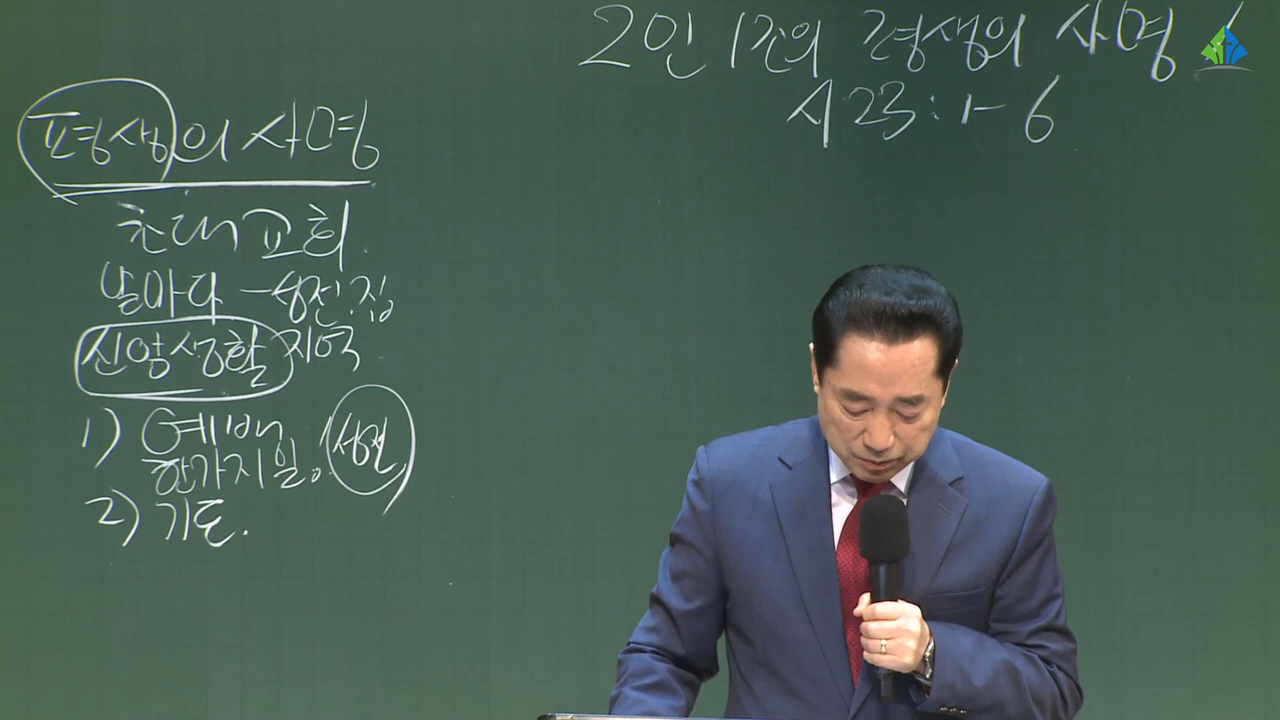 2인 1조의 평생의 사명
시 23:1-6
평생의 사명
초대교회.
날마다 - 성전. 집
신앙생활 지역
1) 예배
한가지 일. (성전)
2) 기도.